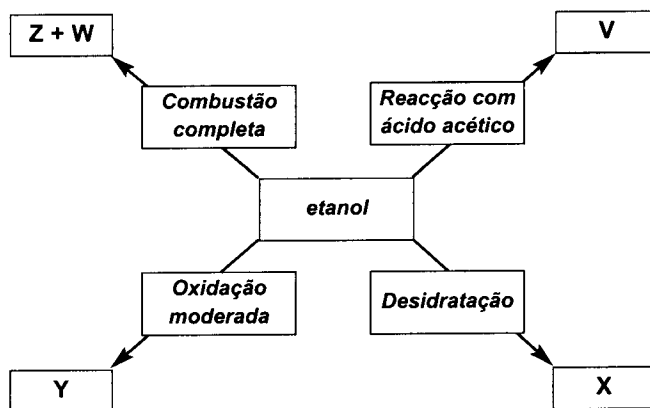 Z + W
V
Combustão
completa
Reacção com
ácido acético
etanol
Oxidação
moderada
Desidratação
Y
X